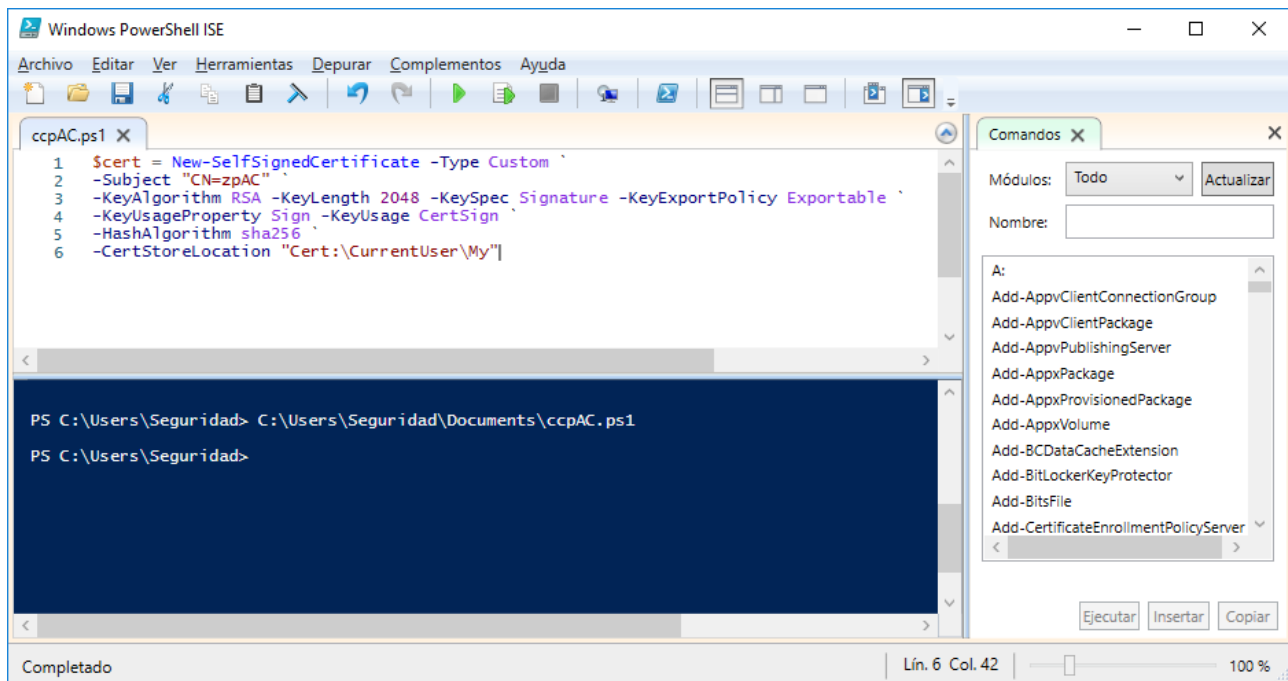 Windows PowerShell ISE
Archivo Editar Ver Herramientas Depurar Complementos Ayuda
ccpAC.ps1
1 $cert = New-SelfSignedCertificate -Type Custom `
2 -Subject "CN=zpAC" `
3 -KeyAlgorithm RSA -KeyLength 2048 -KeySpec Signature -KeyExportPolicy Exportable `
4 -KeyUsageProperty Sign -KeyUsage CertSign `
5 -HashAlgorithm sha256 `
6 -CertStoreLocation "Cert:\CurrentUser\My"
PS C:\Users\Seguridad> C:\Users\Seguridad\Documents\ccpAC.ps1
PS C:\Users\Seguridad>
Comandos
Módulos: Todo Actualizar
Nombre:
A:
Add-AppvClientConnectionGroup
Add-AppvClientPackage
Add-AppvPublishingServer
Add-AppxPackage
Add-AppxProvisionedPackage
Add-AppxVolume
Add-BCDataCacheExtension
Add-BitLockerKeyProtector
Add-BitsFile
Add-CertificateEnrollmentPolicyServer
Ejecutar Insertar Copiar
Completado Lín. 6 Col. 42 100 %